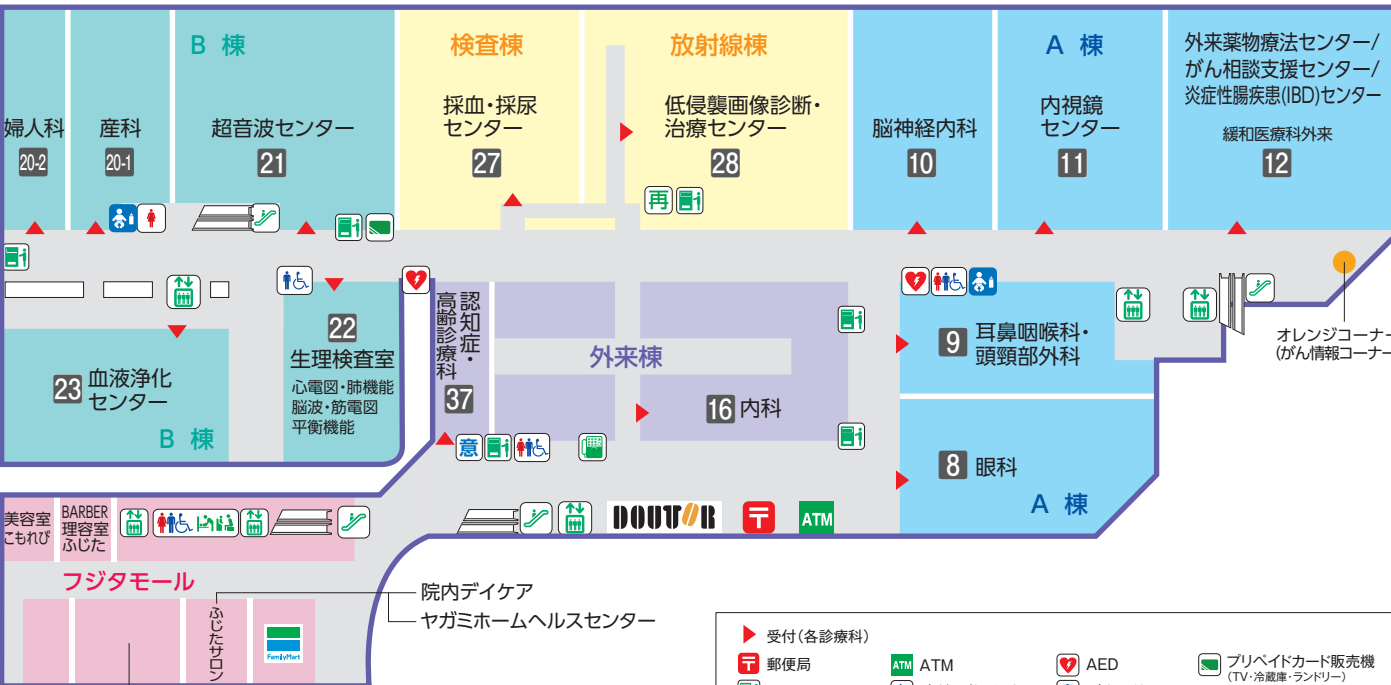 B 棟
検査棟
放射線棟
A 棟
外来薬物療法センター/
がん相談支援センター/
炎症性腸疾患(IBD)センター
緩和医療科外来
12
婦人科
20-2
産科
20-1
超音波センター
21
採血・採尿
センター
27
低侵襲画像診断・
治療センター
28
脳神経内科
10
内視鏡
センター
11
再
22
生理検査室
心電図・肺機能
脳波・筋電図
平衡機能
23
血液浄化
センター
B 棟
認知症・
高齢診療科
37
外来棟
16 内科
9 耳鼻咽喉科・
頭頸部外科
8 眼科
A 棟
オレンジコーナー
(がん情報コーナー
意
DOUTOR
〒
ATM
美容室
こもれび
BARBER
理容室
ふじた
フジタモール
ふじたサロン
FamilyMart
院内デイケア
ヤガミホームヘルスセンター
受付(各診療科)
〒 郵便局
ATM ATM
AED
プリペイドカード販売機
(TV・冷蔵庫・ランドリー)